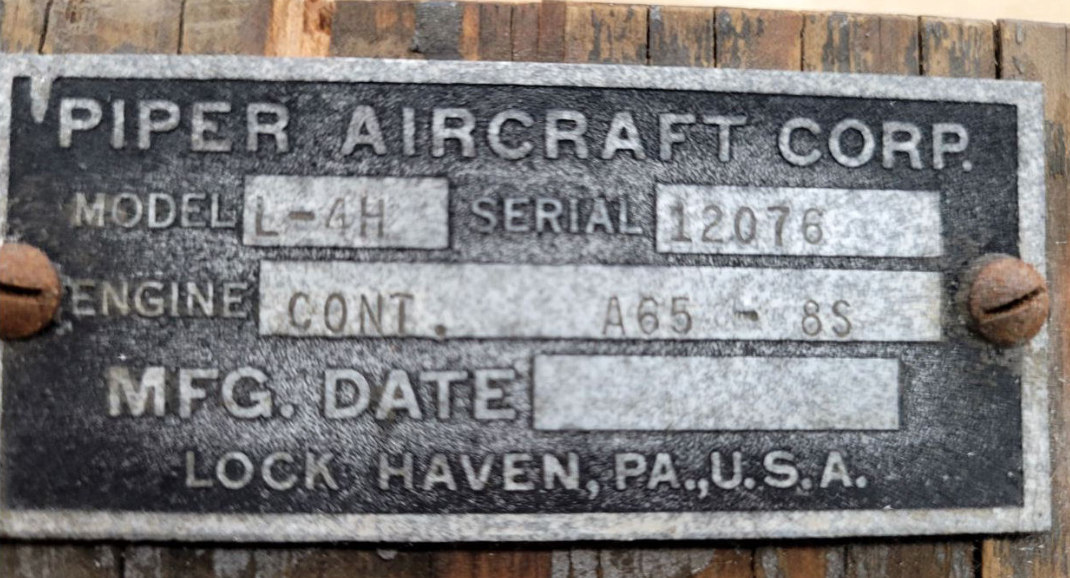 PIPER AIRCRAFT CORP.
MODEL L-4H SERIAL 12076
ENGINE CONT. A65 - 8S
MFG. DATE
LOCK HAVEN, PA., U.S.A.